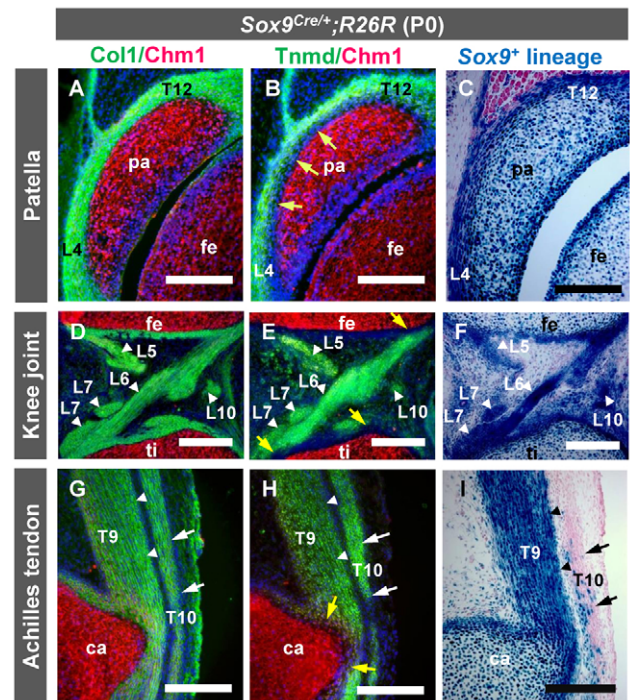 Sox9Cre/+;R26R (P0)
Col1/Chm1 Tnmd/Chm1 Sox9+ lineage
Patella
A T12 pa L4 fe
B T12 pa L4 fe
C T12 pa L4 fe
Knee joint
D fe L5 L6 L7 L7 L10 ti
E fe L5 L6 L7 L7 L10 ti
F fe L5 L6 L7 L7 L10 ti
Achilles tendon
G T9 T10 ca
H T9 T10 ca
I T9 T10 ca